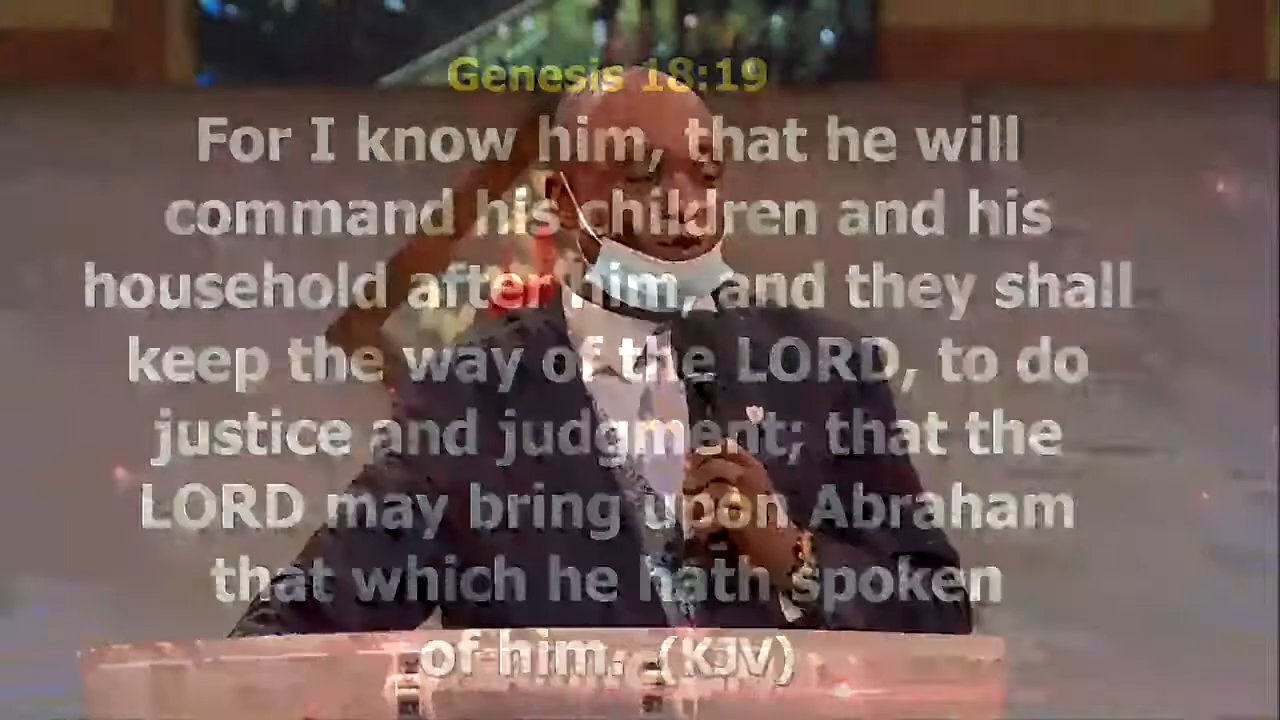 Genesis 18:19
For I know him, that he will
command his children and his
household after him, and they shall
keep the way of the LORD, to do
justice and judgment; that the
LORD may bring upon Abraham
that which he hath spoken
of him. (KJV)